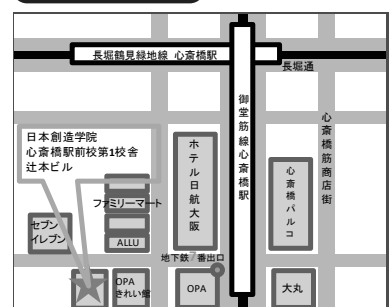 長堀鶴見緑地線 心斎橋駅
長堀通
御堂筋線心斎橋駅
心斎橋筋商店街
日本創造学院
心斎橋駅前校第1校舎
辻本ビル
ホテル日航大阪
心斎橋パルコ
ファミリーマート
セブン
イレブン
ALLU
地下鉄7番出口
OPA
きれい館
OPA
大丸